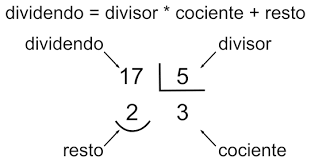 dividendo = divisor * cociente + resto
dividendo divisor
17 5
2 3
resto cociente